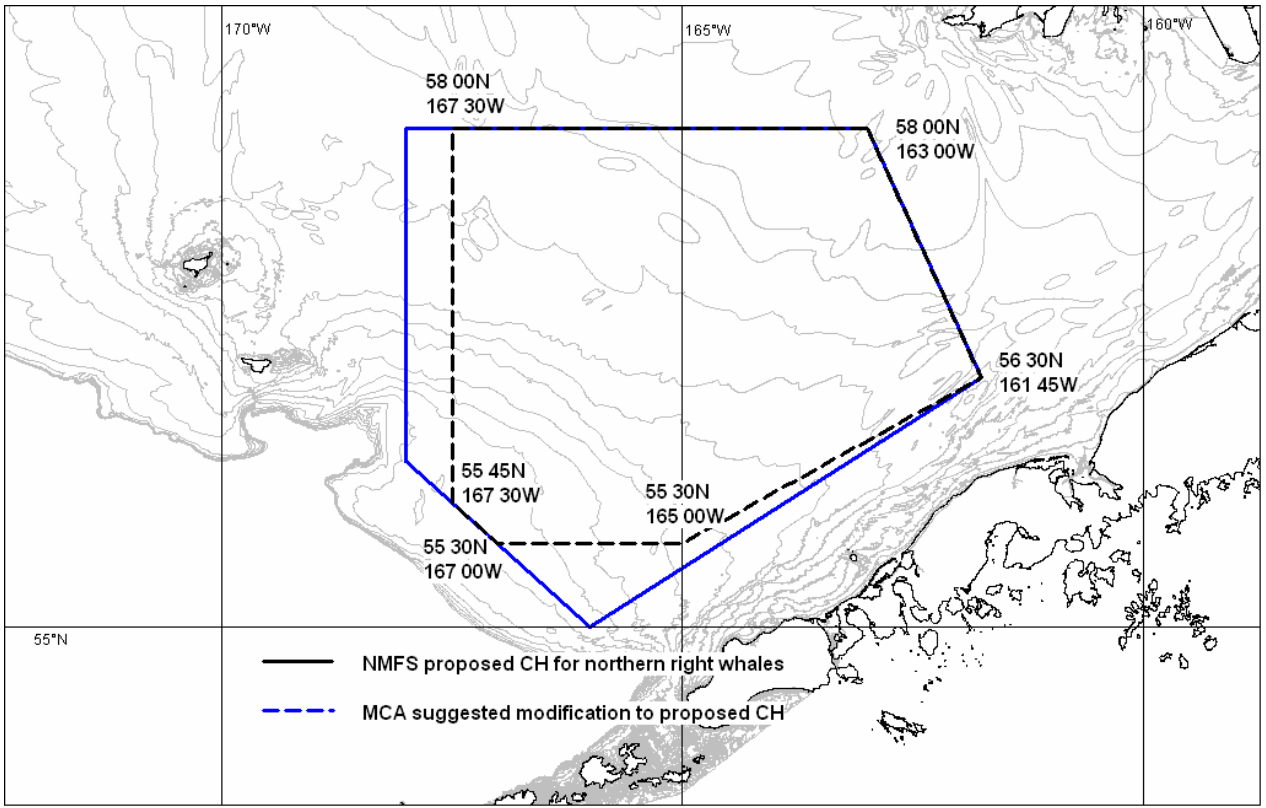 170°W
165°W
160°W
58 00N
167 30W
58 00N
163 00W
56 30N
161 45W
55 45N
167 30W
55 30N
165 00W
55 30N
167 00W
55°N
NMFS proposed CH for northern right whales
MCA suggested modification to proposed CH